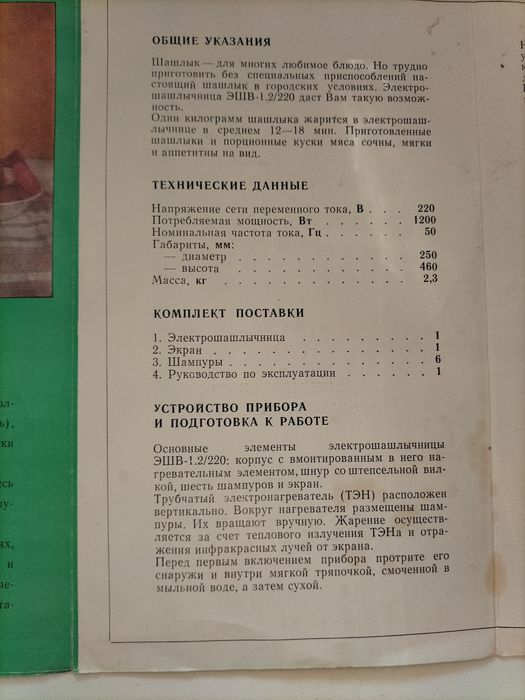 ОБЩИЕ УКАЗАНИЯ
Шашлык — для многих любимое блюдо. Но трудно
приготовить без специальных приспособлений на-
стоящий шашлык в городских условиях. Электро-
шашлычница ЭШВ-1.2/220 даст Вам такую возмож-
ность.
Один килограмм шашлыка жарится в электрошаш-
лычнице в среднем 12—18 мин. Приготовленные
шашлыки и порционные куски мяса сочны, мягки
и аппетитны на вид.
ТЕХНИЧЕСКИЕ ДАННЫЕ
Напряжение сети переменного тока, В . . . 220
Потребляемая мощность, Вт . . . . . . 1200
Номинальная частота тока, Гц . . . . . . 50
Габариты, мм:
— диаметр . . . . . . . . . . . . 250
— высота . . . . . . . . . . . . 460
Масса, кг . . . . . . . . . . . . . 2,3
КОМПЛЕКТ ПОСТАВКИ
1. Электрошашлычница . . . . . . . . . 1
2. Экран . . . . . . . . . . . . . . 1
3. Шампуры . . . . . . . . . . . . . 6
4. Руководство по эксплуатации . . . . . . 1
УСТРОЙСТВО ПРИБОРА
И ПОДГОТОВКА К РАБОТЕ
Основные элементы электрошашлычницы
ЭШВ-1.2/220: корпус с вмонтированным в него на-
гревательным элементом, шнур со штепсельной вил-
кой, шесть шампуров и экран.
Трубчатый электронагреватель (ТЭН) расположен
вертикально. Вокруг нагревателя размещены шам-
пуры. Их вращают вручную. Жарение осуществ-
ляется за счет теплового излучения ТЭНа и отра-
жения инфракрасных лучей от экрана.
Перед первым включением прибора протрите его
снаружи и внутри мягкой тряпочкой, смоченной в
мыльной воде, а затем сухой.